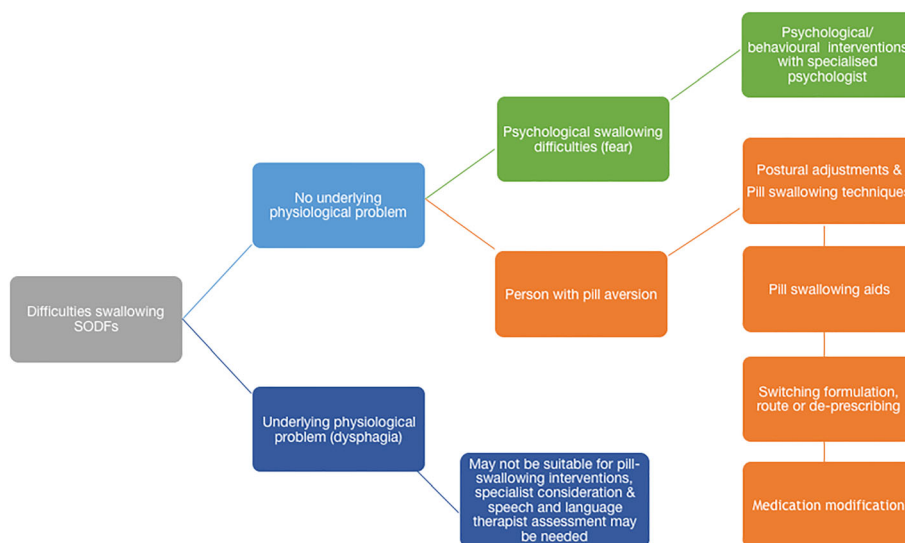 Psychological/
behavioural interventions
with specialised
psychologist
Psychological swallowing
difficulties (fear)
No underlying
physiological problem
Postural adjustments &
Pill swallowing techniques
Person with pill aversion
Pill swallowing aids
Difficulties swallowing
SODFs
Switching formulation,
route or de-prescribing
Underlying physiological
problem (dysphagia)
May not be suitable for pill-
swallowing interventions,
specialist consideration &
speech and language
therapist assessment may
be needed
Medication modification